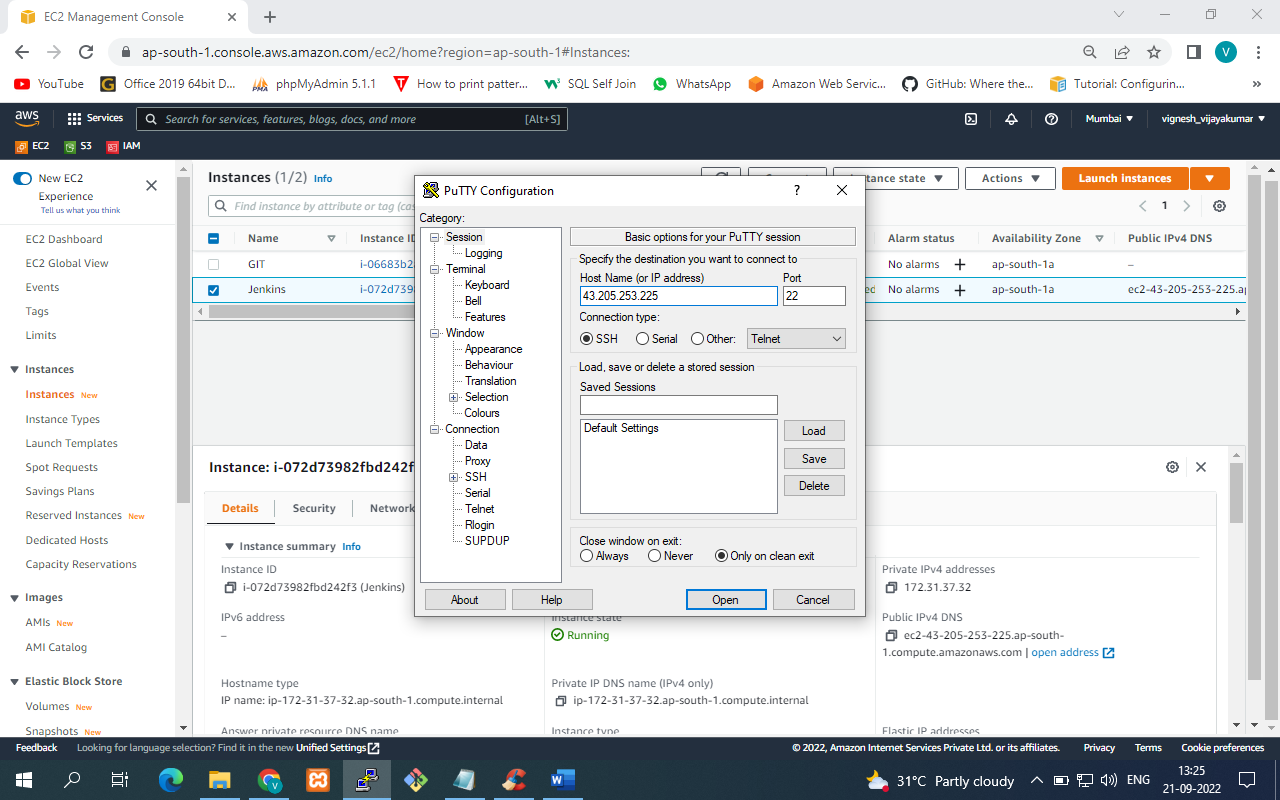 EC2 Management Console
ap-south-1.console.aws.amazon.com/ec2/home?region=ap-south-1#Instances:
V
YouTube
Office 2019 64bit D...
phpMyAdmin 5.1.1
How to print patter...
SQL Self Join
WhatsApp
Amazon Web Servic...
GitHub: Where the...
Tutorial: Configurin...
aws
Services
Search for services, features, blogs, docs, and more
[Alt+S]
Mumbai
vignesh_vijayakumar
EC2
S3
IAM
New EC2
Experience
Tell us what you think
EC2 Dashboard
EC2 Global View
Events
Tags
Limits
Instances
Instances New
Instance Types
Launch Templates
Spot Requests
Savings Plans
Reserved Instances New
Dedicated Hosts
Capacity Reservations
Images
AMIs New
AMI Catalog
Elastic Block Store
Volumes New
Snapshots New
Instances (1/2) Info
state
Actions
Launch instances
Find instance by attribute or tag (cas
1
Name
Instance ID
Alarm status
Availability Zone
Public IPv4 DNS
GIT
i-06683b2
No alarms
ap-south-1a
–
Jenkins
i-072d7398
No alarms
ap-south-1a
ec2-43-205-253-225.ap
PuTTY Configuration
?
Category:
Session
Logging
Terminal
Keyboard
Bell
Features
Window
Appearance
Behaviour
Translation
Selection
Colours
Connection
Data
Proxy
SSH
Serial
Telnet
Rlogin
SUPDUP
Basic options for your PuTTY session
Specify the destination you want to connect to
Host Name (or IP address)
Port
43.205.253.225
22
Connection type:
SSH
Serial
Other:
Telnet
Load, save or delete a stored session
Saved Sessions
Default Settings
Load
Save
Delete
Close window on exit:
Always
Never
Only on clean exit
About
Help
Open
Cancel
Instance: i-072d73982fbd242f
Details
Security
Network
Instance summary Info
Instance ID
i-072d73982fbd242f3 (Jenkins)
Private IPv4 addresses
172.31.37.32
IPv6 address
–
Instance state
Running
Public IPv4 DNS
ec2-43-205-253-225.ap-south-
1.compute.amazonaws.com | open address
Hostname type
IP name: ip-172-31-37-32.ap-south-1.compute.internal
Private IP DNS name (IPv4 only)
ip-172-31-37-32.ap-south-1.compute.internal
Answer private resource DNS name
Instance type
Elastic IP addresses
Feedback
Looking for language selection? Find it in the new Unified Settings
© 2022, Amazon Internet Services Private Ltd. or its affiliates.
Privacy
Terms
Cookie preferences
31°C Partly cloudy
ENG
13:25
21-09-2022